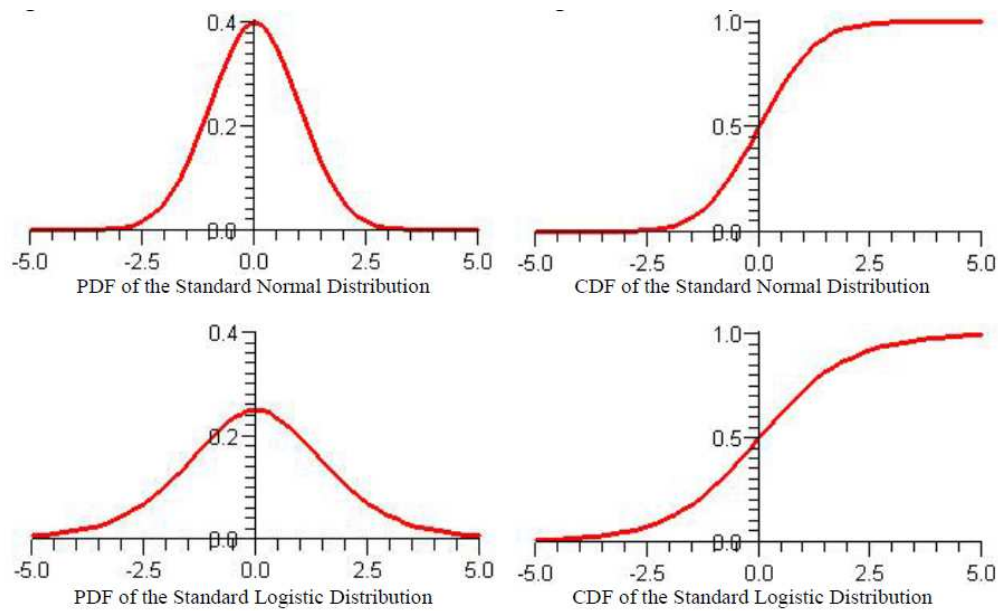 0.4
0.2
0.0
-5.0 -2.5 0.0 2.5 5.0
PDF of the Standard Normal Distribution
1.0
0.5
0.0
-5.0 -2.5 0.0 2.5 5.0
CDF of the Standard Normal Distribution
0.4
0.2
0.0
-5.0 -2.5 0.0 2.5 5.0
PDF of the Standard Logistic Distribution
1.0
0.5
0.0
-5.0 -2.5 0.0 2.5 5.0
CDF of the Standard Logistic Distribution